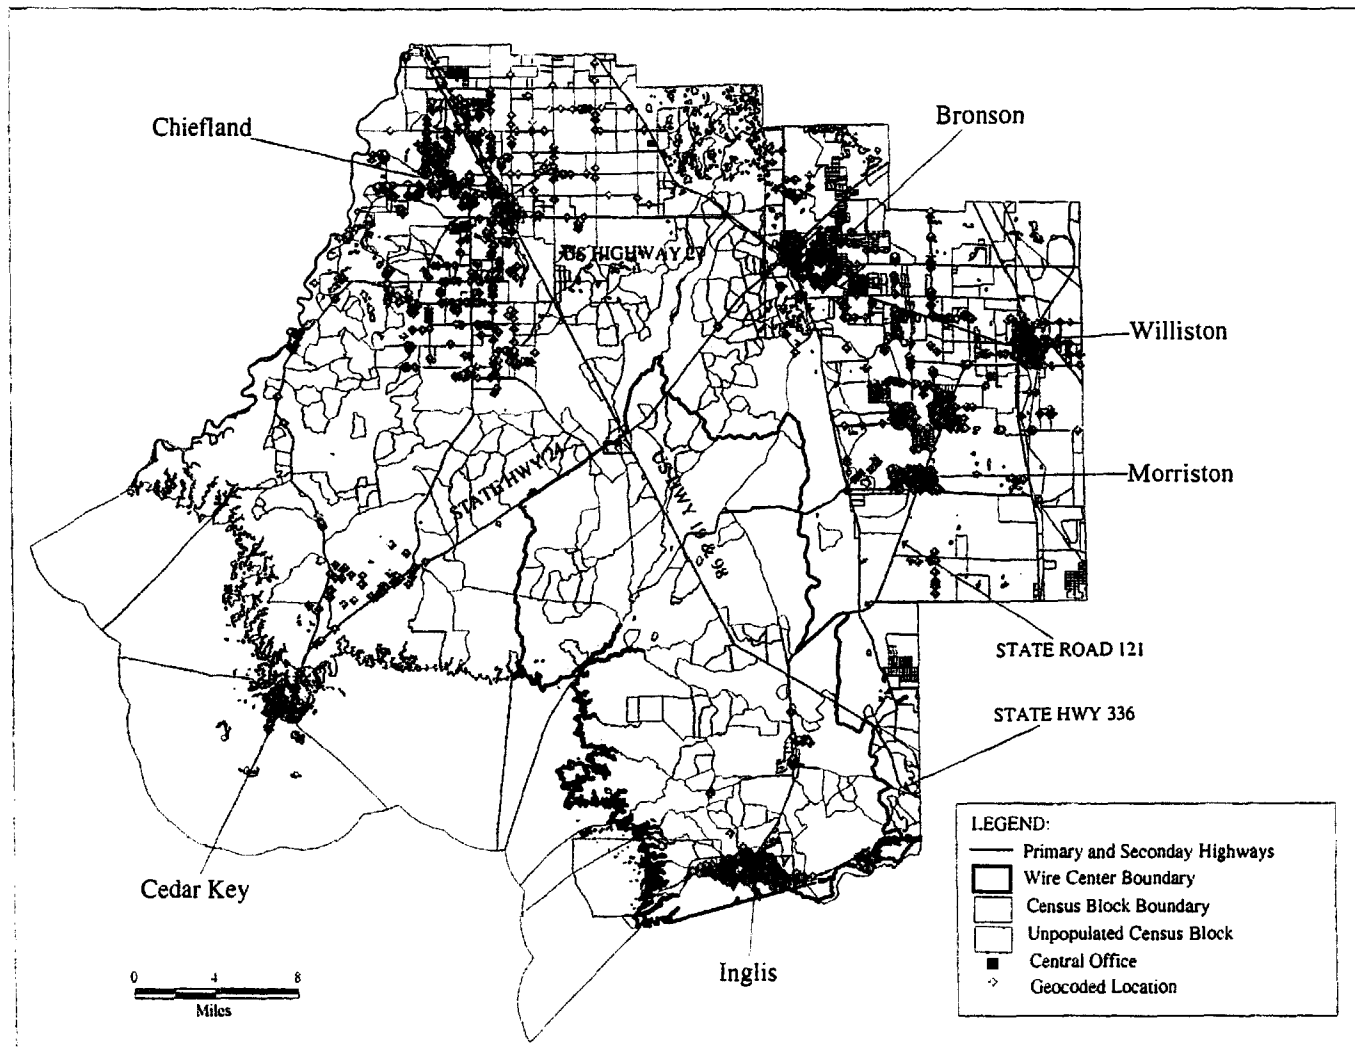 Chiefland
Bronson
US HIGHWAY 27
Williston
STATE HWY 24
US HWY 19 & 98
Morriston
STATE ROAD 121
STATE HWY 336
Cedar Key
Inglis
0 4 8
Miles
LEGEND:
Primary and Seconday Highways
Wire Center Boundary
Census Block Boundary
Unpopulated Census Block
Central Office
Geocoded Location